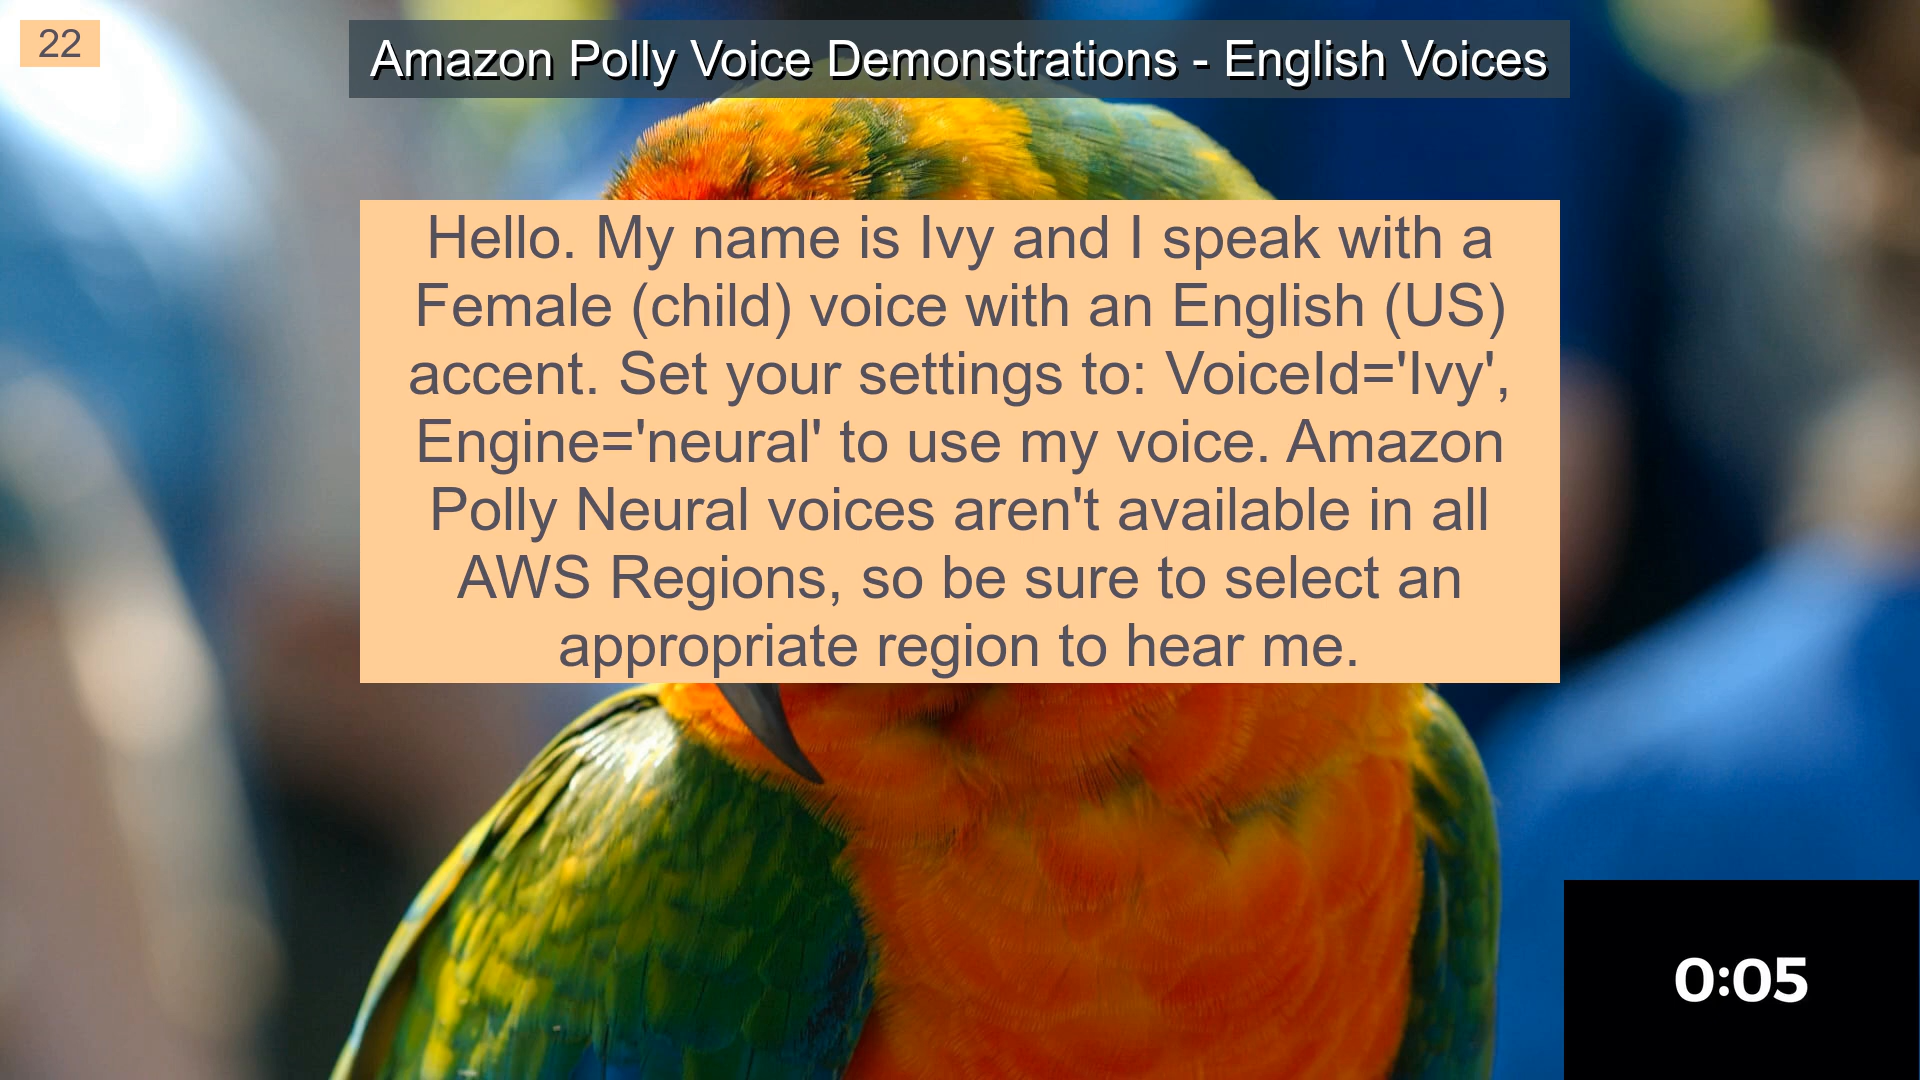 22
Amazon Polly Voice Demonstrations - English Voices
Hello. My name is Ivy and I speak with a
Female (child) voice with an English (US)
accent. Set your settings to: VoiceId='Ivy',
Engine='neural' to use my voice. Amazon
Polly Neural voices aren't available in all
AWS Regions, so be sure to select an
appropriate region to hear me.
0:05